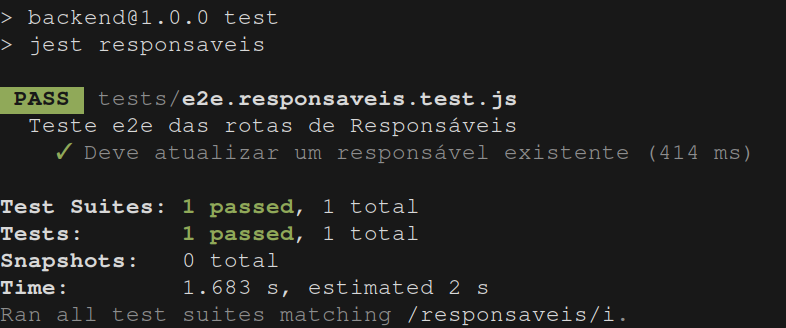 > backend@1.0.0 test
> jest responsaveis
PASS tests/e2e.responsaveis.test.js
Teste e2e das rotas de Responsáveis
✓ Deve atualizar um responsável existente (414 ms)
Test Suites: 1 passed, 1 total
Tests: 1 passed, 1 total
Snapshots: 0 total
Time: 1.683 s, estimated 2 s
Ran all test suites matching /responsaveis/i.